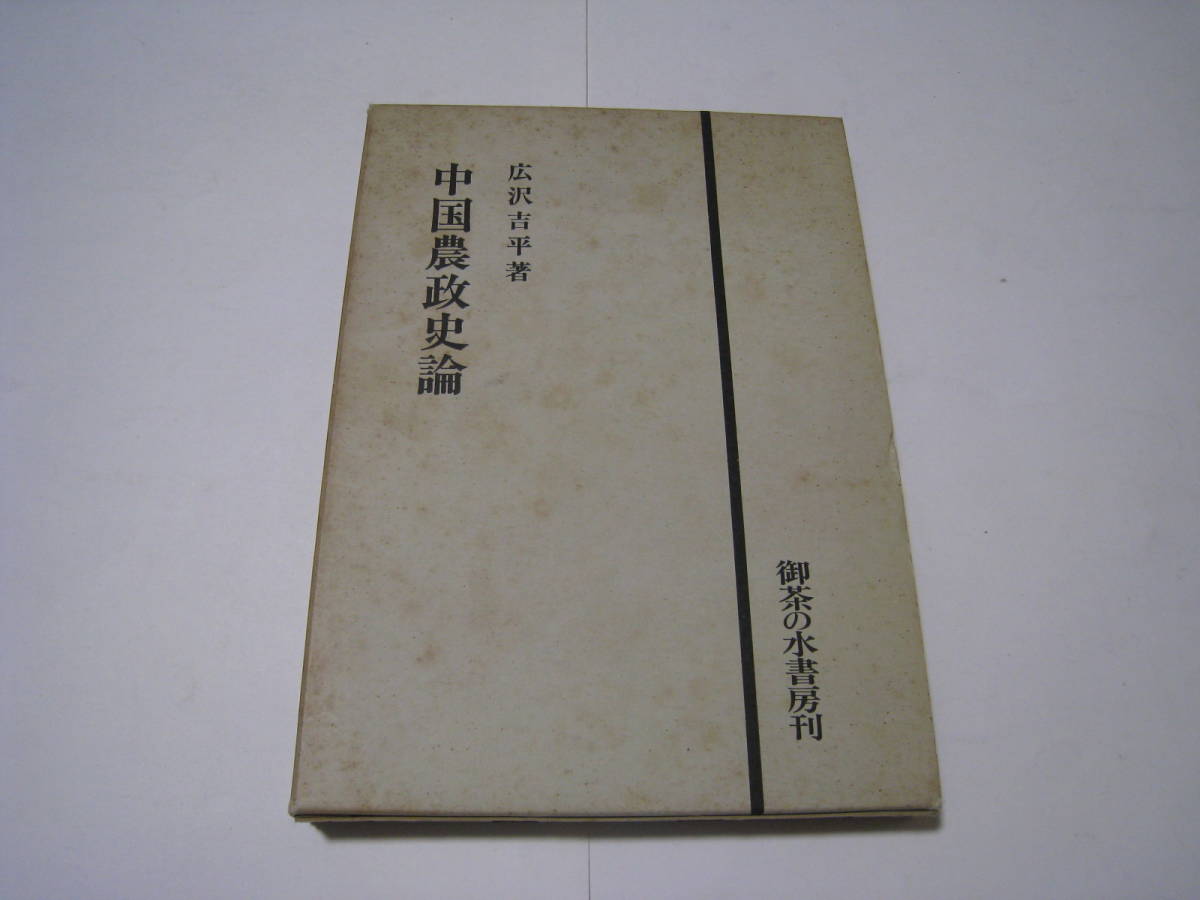 広沢吉平著
中国農政史論
御茶の水書房刊